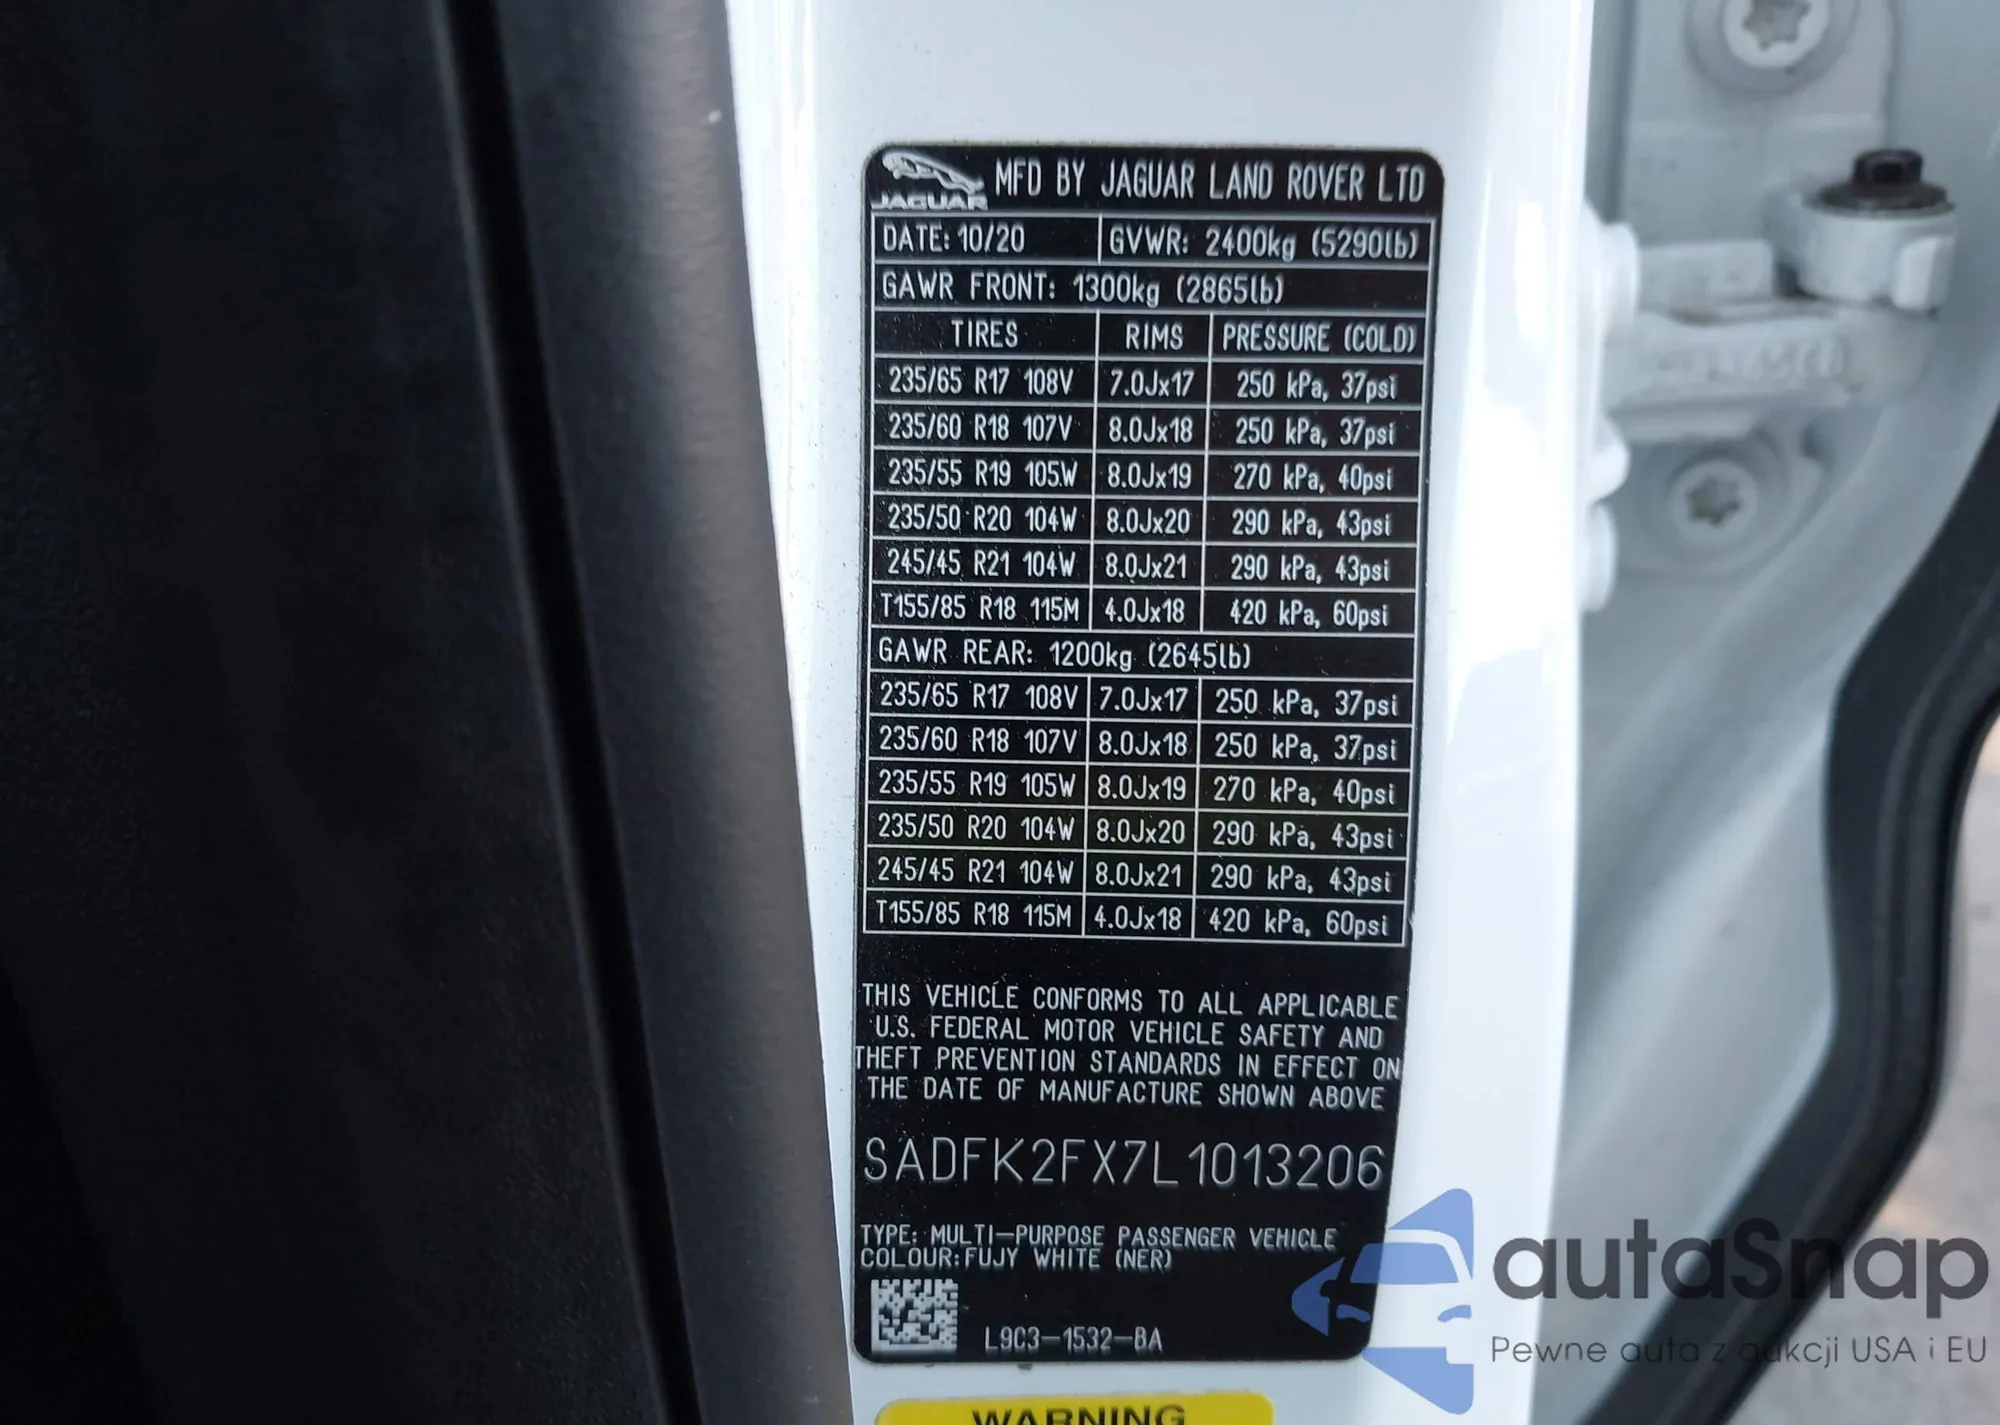 JAGUAR
MFD BY JAGUAR LAND ROVER LTD
DATE: 10/20 GVWR: 2400kg (5290lb)
GAWR FRONT: 1300kg (2865lb)
TIRES RIMS PRESSURE (COLD)
235/65 R17 108V 7.0Jx17 250 kPa, 37psi
235/60 R18 107V 8.0Jx18 250 kPa, 37psi
235/55 R19 105W 8.0Jx19 270 kPa, 40psi
235/50 R20 104W 8.0Jx20 290 kPa, 43psi
245/45 R21 104W 8.0Jx21 290 kPa, 43psi
T155/85 R18 115M 4.0Jx18 420 kPa, 60psi
GAWR REAR: 1200kg (2645lb)
235/65 R17 108V 7.0Jx17 250 kPa, 37psi
235/60 R18 107V 8.0Jx18 250 kPa, 37psi
235/55 R19 105W 8.0Jx19 270 kPa, 40psi
235/50 R20 104W 8.0Jx20 290 kPa, 43psi
245/45 R21 104W 8.0Jx21 290 kPa, 43psi
T155/85 R18 115M 4.0Jx18 420 kPa, 60psi
THIS VEHICLE CONFORMS TO ALL APPLICABLE
U.S. FEDERAL MOTOR VEHICLE SAFETY AND
THEFT PREVENTION STANDARDS IN EFFECT ON
THE DATE OF MANUFACTURE SHOWN ABOVE
SADFK2FX7L1013206
TYPE: MULTI-PURPOSE PASSENGER VEHICLE
COLOUR: FUJY WHITE (NER)
L9C3-1532-BA
WARNING
autaSnap
Pewne auta z aukcji USA i EU